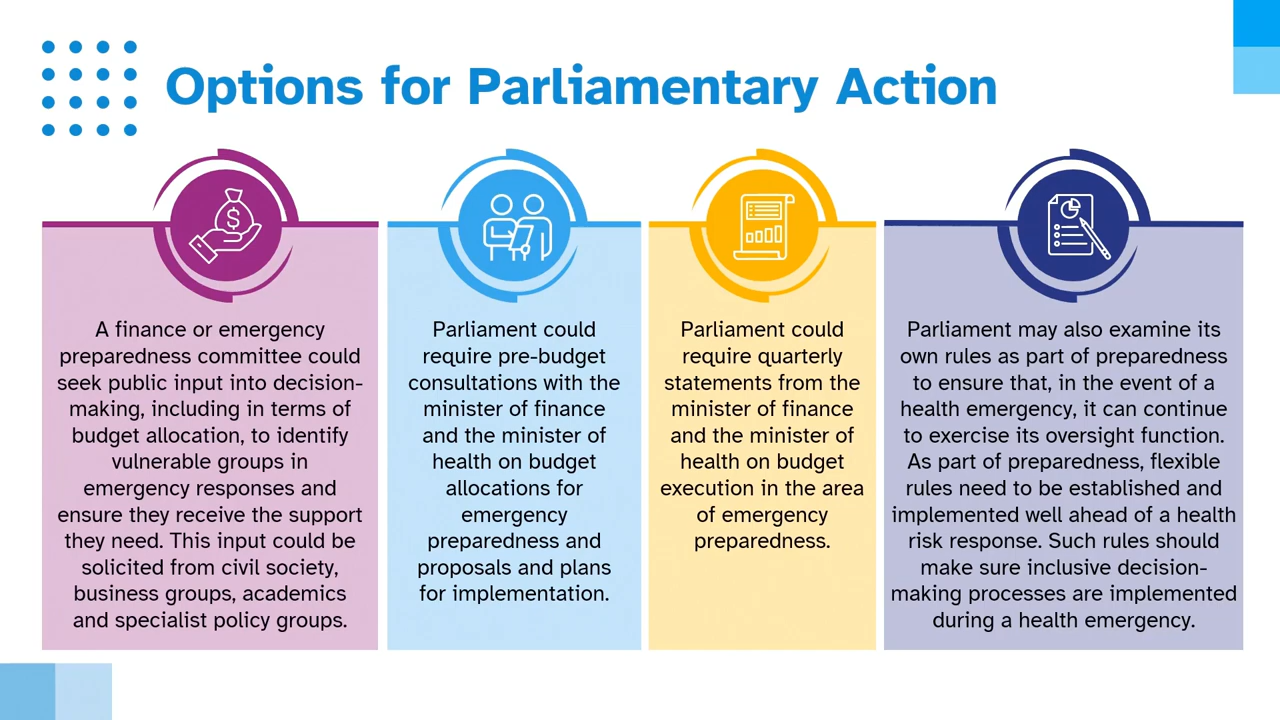 Options for Parliamentary Action
$
A finance or emergency
preparedness committee could
seek public input into decision-
making, including in terms of
budget allocation, to identify
vulnerable groups in
emergency responses and
ensure they receive the support
they need. This input could be
solicited from civil society,
business groups, academics
and specialist policy groups.
Parliament could
require pre-budget
consultations with the
minister of finance
and the minister of
health on budget
allocations for
emergency
preparedness and
proposals and plans
for implementation.
Parliament could
require quarterly
statements from the
minister of finance
and the minister of
health on budget
execution in the area
of emergency
preparedness.
Parliament may also examine its
own rules as part of preparedness
to ensure that, in the event of a
health emergency, it can continue
to exercise its oversight function.
As part of preparedness, flexible
rules need to be established and
implemented well ahead of a health
risk response. Such rules should
make sure inclusive decision-
making processes are implemented
during a health emergency.